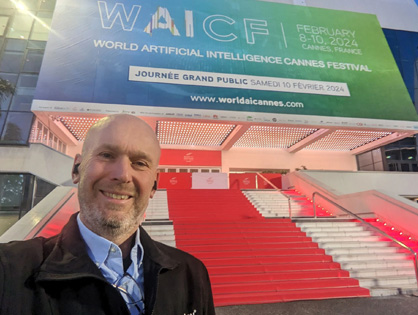 WAICF
FEBRUARY
8-10, 2024
CANNES, FRANCE
WORLD ARTIFICIAL INTELLIGENCE CANNES FESTIVAL
JOURNÉE GRAND PUBLIC SAMEDI 10 FÉVRIER 2024
www.worldaicannes.com